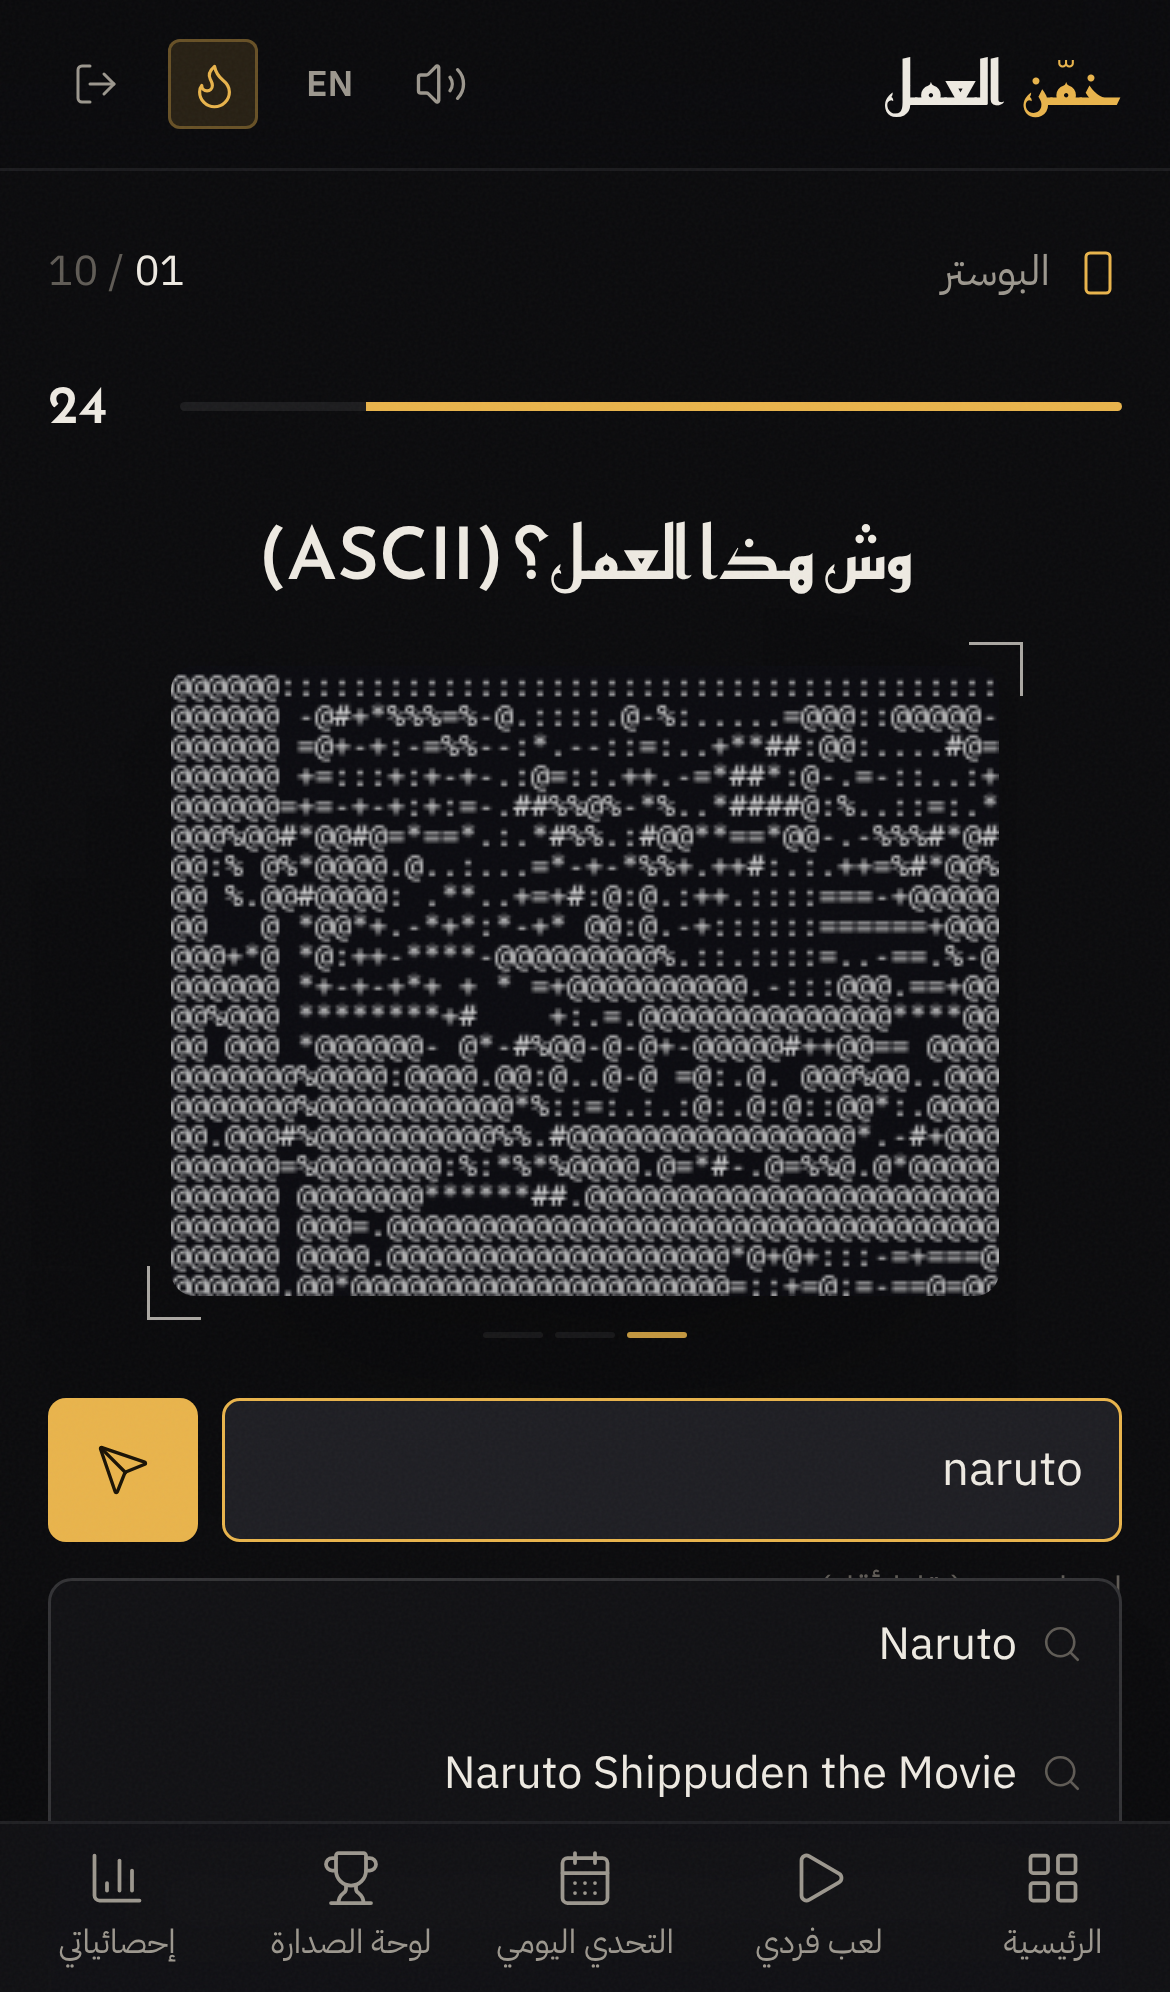 خمّن العمل
EN
البوستر
01 / 10
24
وش هذا العمل؟ (ASCII)
naruto
Naruto
Naruto Shippuden the Movie
الرئيسية
لعب فردي
التحدي اليومي
لوحة الصدارة
إحصائياتي